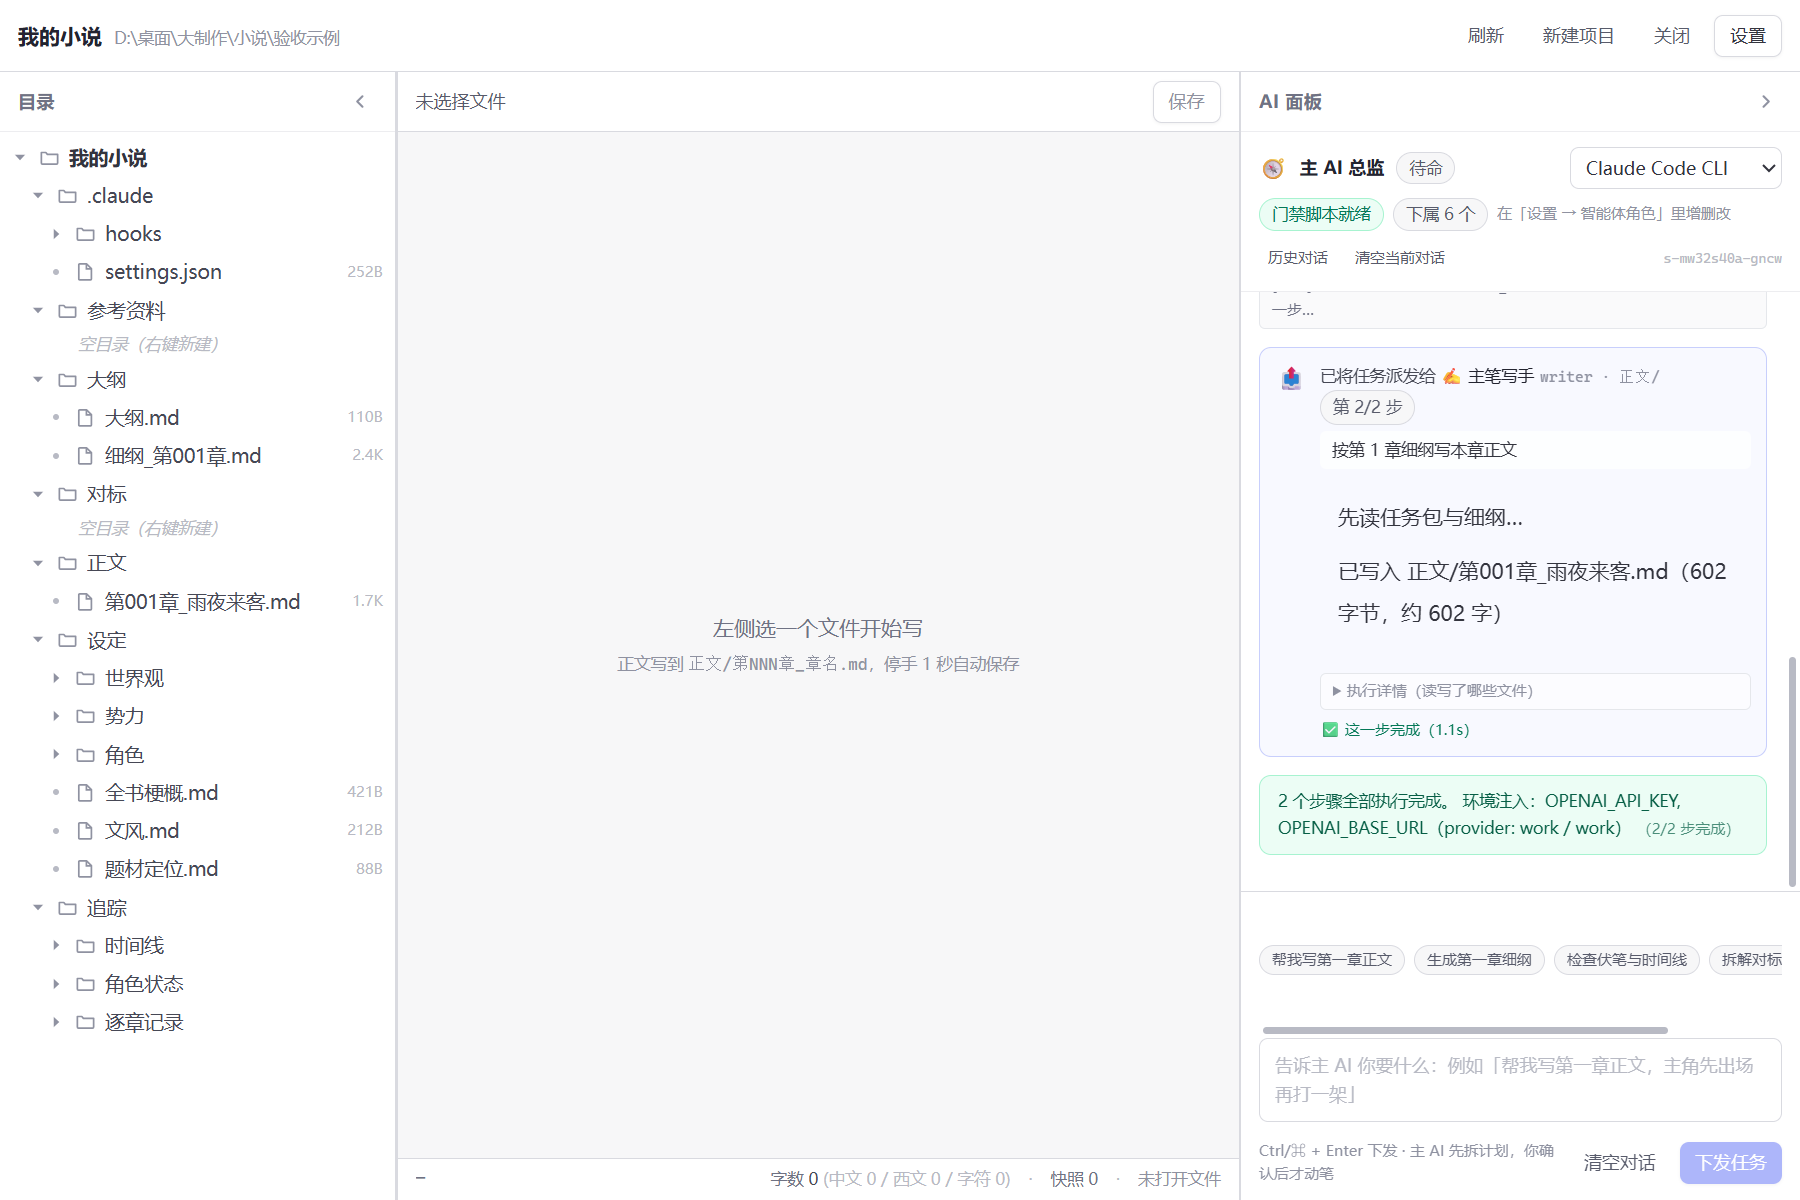 我的小说 D:\桌面\大制作\小说\验收示例
刷新 新建项目 关闭 设置
目录
我的小说
.claude
hooks
settings.json 252B
参考资料
空目录（右键新建）
大纲
大纲.md 110B
细纲_第001章.md 2.4K
对标
空目录（右键新建）
正文
第001章_雨夜来客.md 1.7K
设定
世界观
势力
角色
全书梗概.md 421B
文风.md 212B
题材定位.md 88B
追踪
时间线
角色状态
逐章记录
未选择文件 保存
左侧选一个文件开始写
正文写到 正文/第NNN章_章名.md，停手 1 秒自动保存
– 字数 0 (中文 0 / 西文 0 / 字符 0) · 快照 0 · 未打开文件
AI 面板
主 AI 总监 待命 Claude Code CLI
门禁脚本就绪 下属 6 个 在「设置 → 智能体角色」里增删改
历史对话 清空当前对话 s-mw32s40a-gncw
一步...
已将任务派发给 ✍️ 主笔写手 writer · 正文/
第 2/2 步
按第 1 章细纲写本章正文
先读任务包与细纲...
已写入 正文/第001章_雨夜来客.md（602
字节，约 602 字）
▶ 执行详情（读写了哪些文件）
✅ 这一步完成（1.1s）
2 个步骤全部执行完成。 环境注入：OPENAI_API_KEY,
OPENAI_BASE_URL（provider: work / work） （2/2 步完成）
帮我写第一章正文 生成第一章细纲 检查伏笔与时间线 拆解对标
告诉主 AI 你要什么：例如「帮我写第一章正文，主角先出场
再打一架」
Ctrl/⌘ + Enter 下发 · 主 AI 先拆计划，你确
认后才动笔
清空对话 下发任务